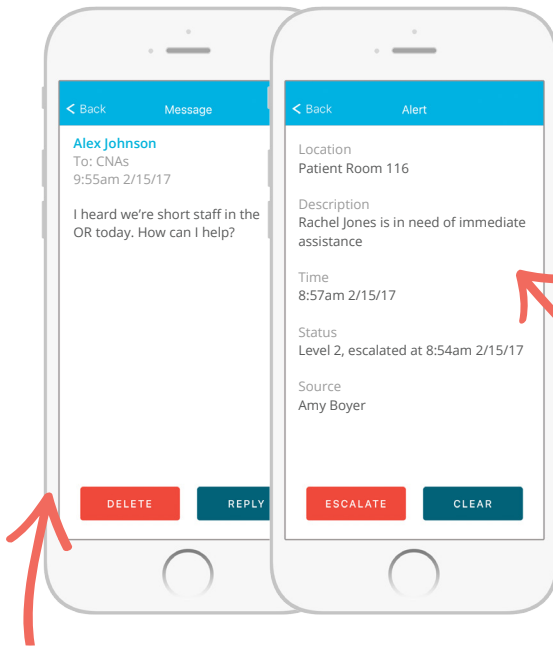 Back
Message
Alex Johnson
To: CNAs
9:55am 2/15/17
I heard we're short staff in the
OR today. How can I help?
DELETE
REPLY
Back
Alert
Location
Patient Room 116
Description
Rachel Jones is in need of immediate
assistance
Time
8:57am 2/15/17
Status
Level 2, escalated at 8:54am 2/15/17
Source
Amy Boyer
ESCALATE
CLEAR